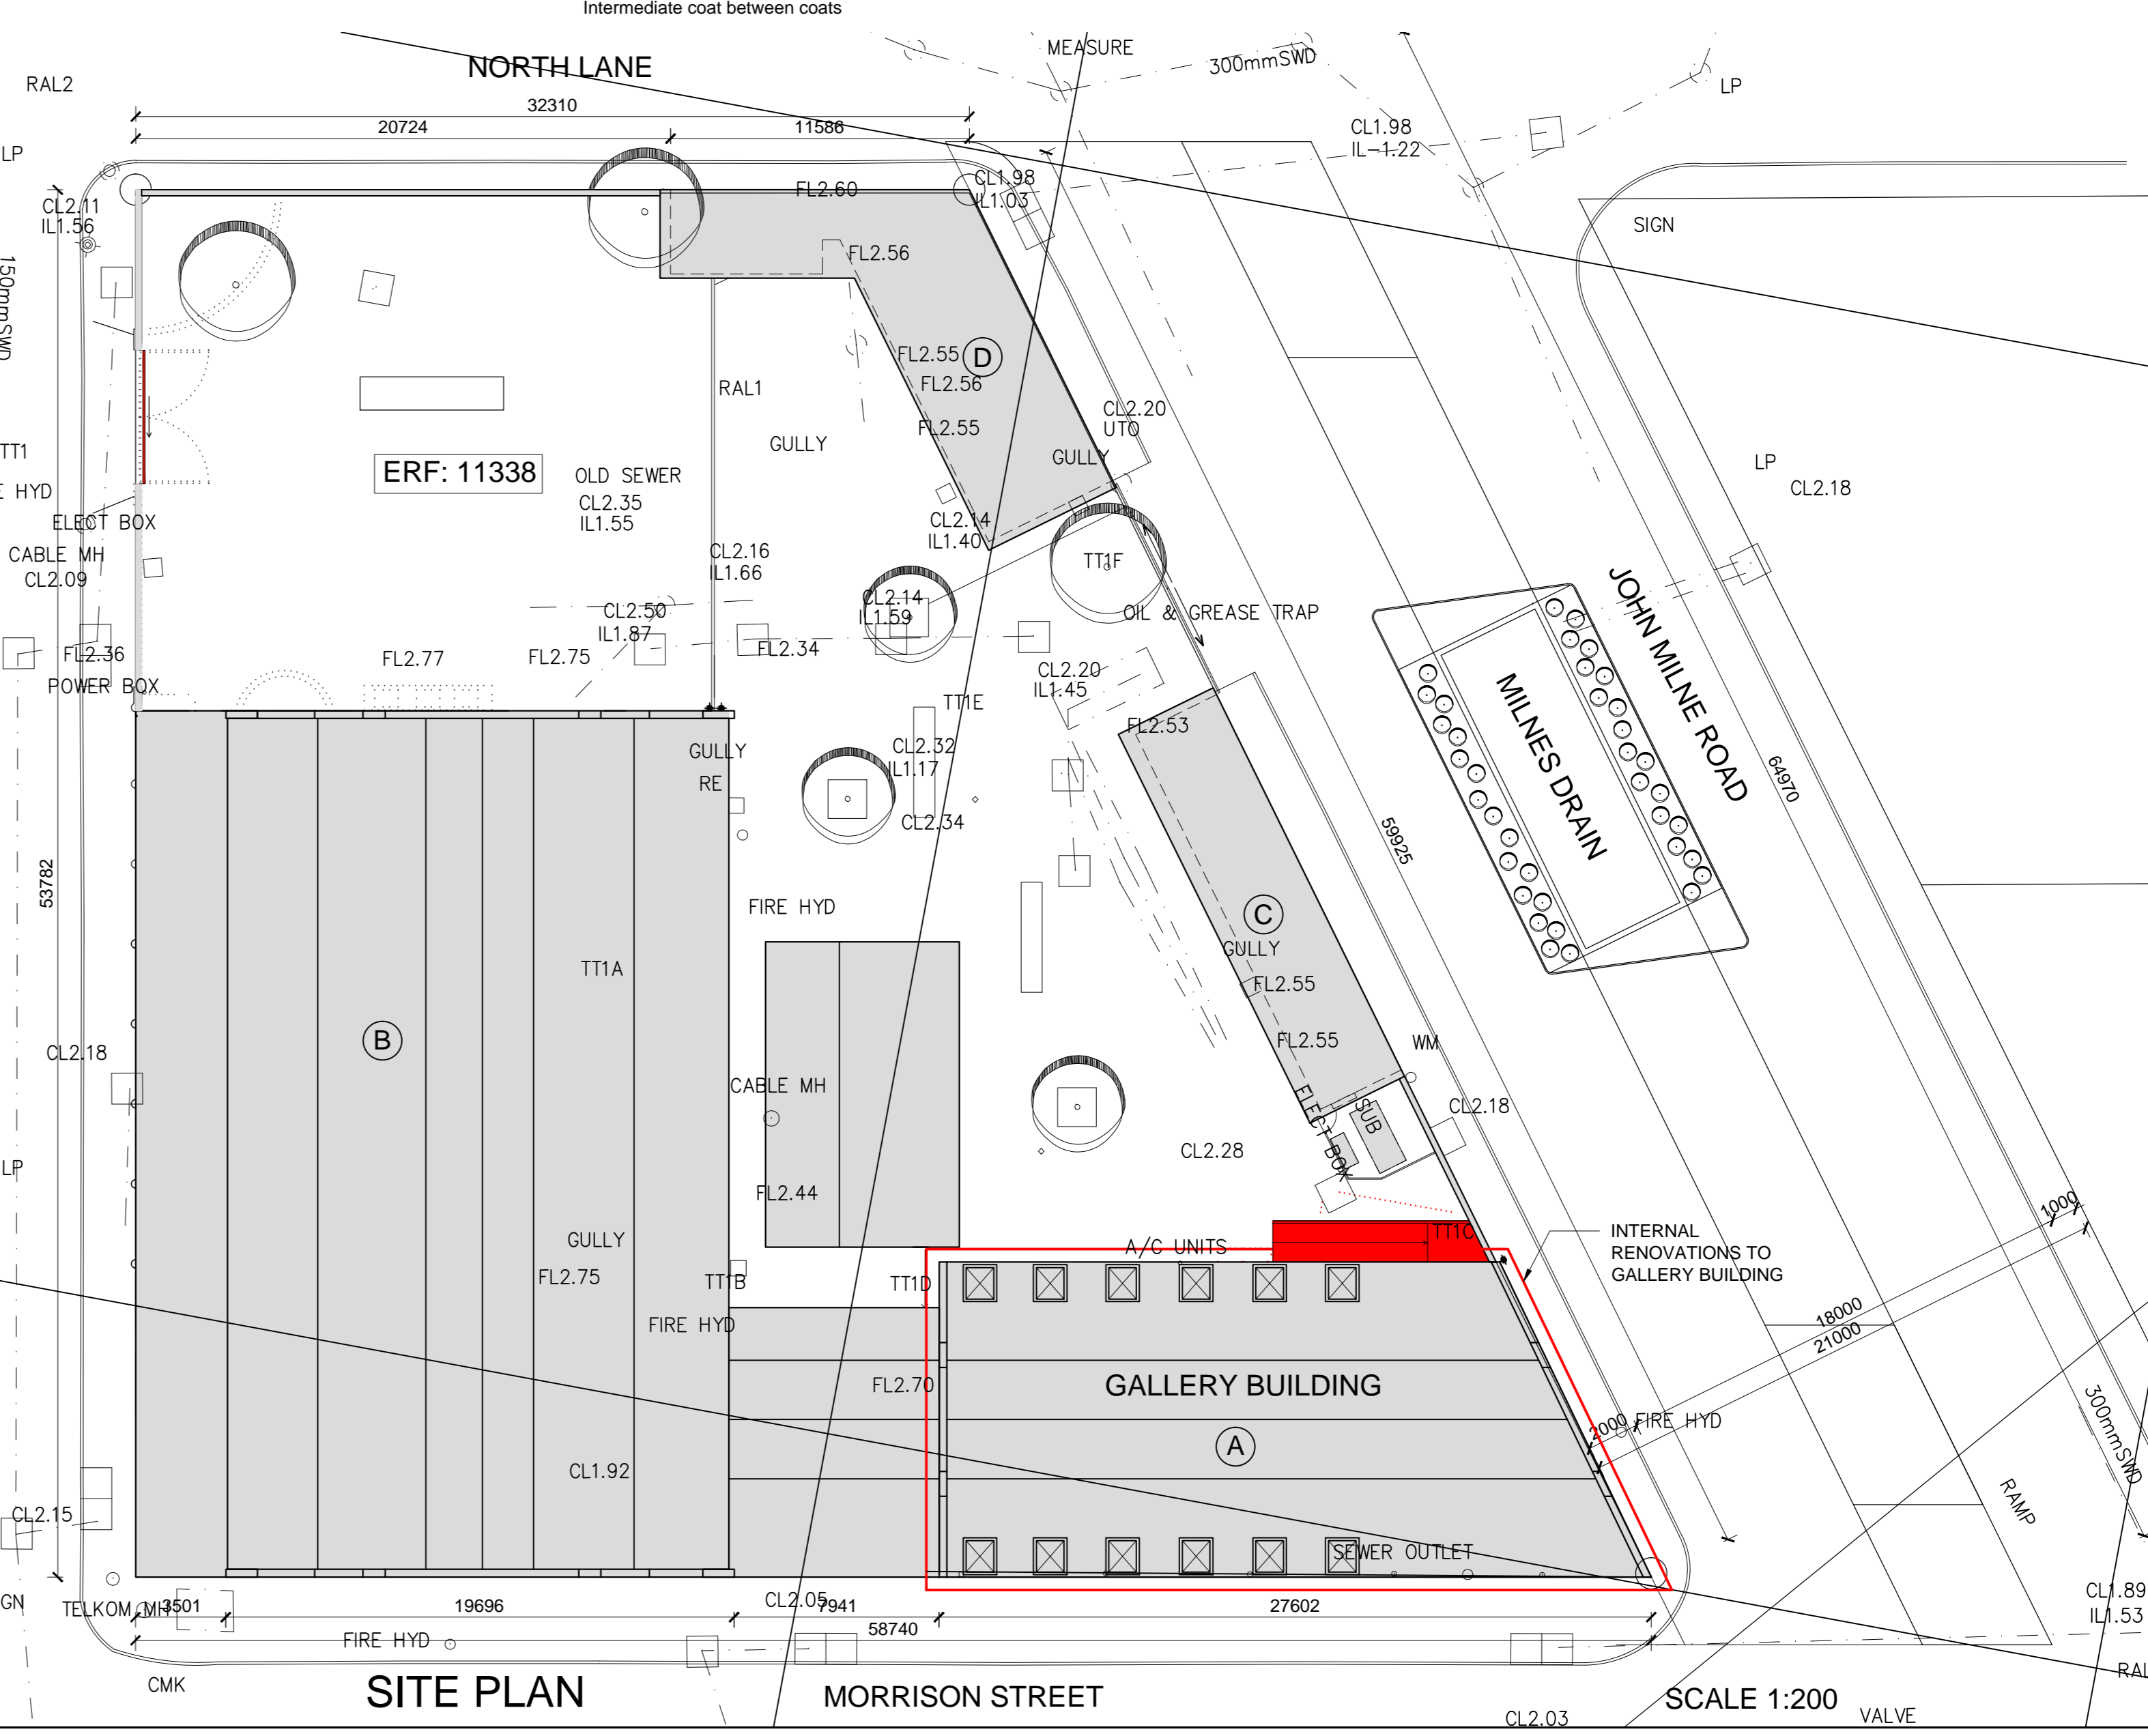 Intermediate coat between coats
NORTH LANE
MEASURE
300mmSWD
LP
RAL2
32310
20724
11586
LP
CL1.98
IL-1.22
CL2.11
IL1.56
FL2.60
CL1.98
IL1.03
SIGN
150mmSWD
FL2.56
FL2.55
D
FL2.56
RAL1
FL2.55
CL2.20
UTO
GULLY
GULLY
TT1
ERF: 11338
OLD SEWER
CL2.35
IL1.55
LP
CL2.18
E HYD
ELECT BOX
CABLE MH
CL2.09
CL2.14
IL1.40
CL2.16
IL1.66
TT1F
CL2.14
IL1.59
CL2.50
IL1.87
OIL & GREASE TRAP
JOHN MILNE ROAD
MILNES DRAIN
FL2.36
POWER BOX
FL2.77
FL2.75
FL2.34
CL2.20
IL1.45
TT1E
FL2.53
GULLY
RE
CL2.32
IL1.17
CL2.34
64970
59925
53782
FIRE HYD
C
GULLY
FL2.55
TT1A
B
FL2.55
WM
CL2.18
CABLE MH
ELECT BOX
SUB
CL2.18
CL2.28
LP
FL2.44
1000
TT1C
INTERNAL
RENOVATIONS TO
GALLERY BUILDING
A/C UNITS
GULLY
FL2.75
TT1B
TT1D
FIRE HYD
18000
21000
FL2.70
GALLERY BUILDING
A
2000
FIRE HYD
300mmSWD
RAMP
CL1.92
CL2.15
SEWER OUTLET
GN
TELKOM MH
3501
19696
CL2.05
7941
27602
58740
CL1.89
IL1.53
FIRE HYD
CMK
SITE PLAN
MORRISON STREET
SCALE 1:200
RAL
CL2.03
VALVE